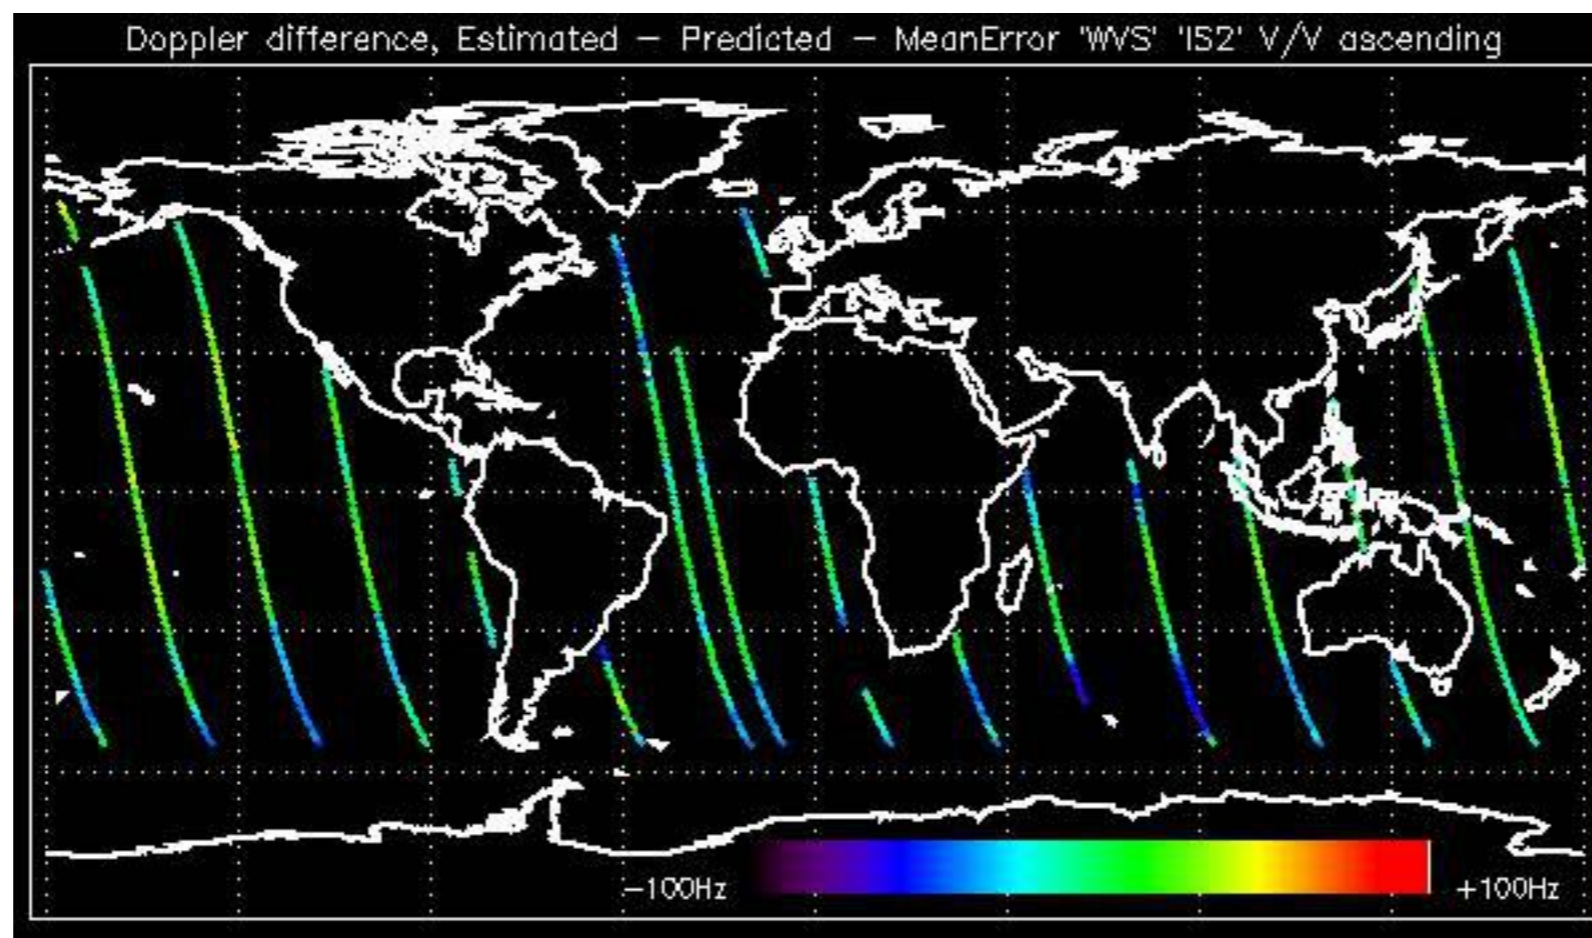 Doppler difference, Estimated – Predicted – MeanError 'WVS' 'IS2' V/V ascending
–100Hz +100Hz